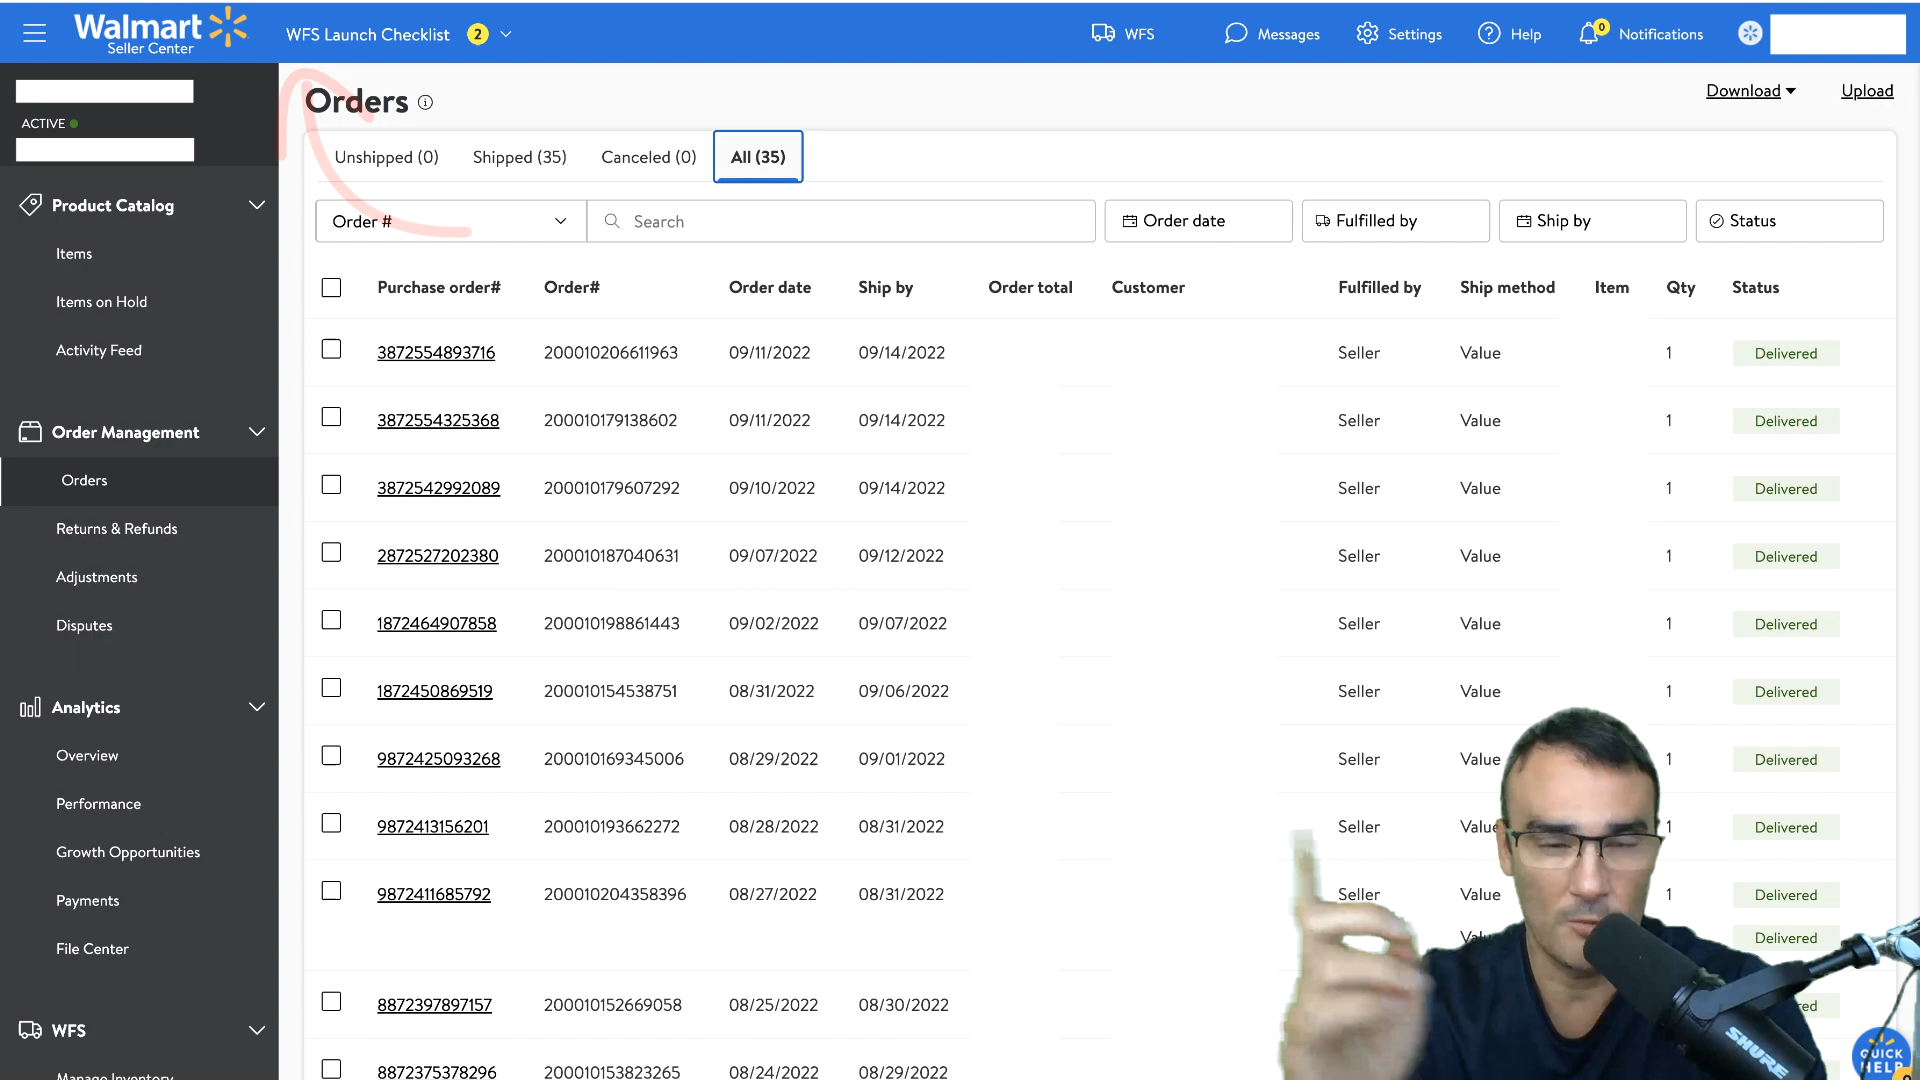 Walmart
Seller Center
WFS Launch Checklist 2
WFS
Messages
Settings
Help
0
Notifications
ACTIVE
Product Catalog
Items
Items on Hold
Activity Feed
Order Management
Orders
Returns & Refunds
Adjustments
Disputes
Analytics
Overview
Performance
Growth Opportunities
Payments
File Center
WFS
Manage Inventory
Orders
Download
Upload
Unshipped (0) Shipped (35) Canceled (0) All (35)
Order # Search Order date Fulfilled by Ship by Status
Purchase order# Order# Order date Ship by Order total Customer Fulfilled by Ship method Item Qty Status
3872554893716 200010206611963 09/11/2022 09/14/2022 Seller Value 1 Delivered
3872554325368 200010179138602 09/11/2022 09/14/2022 Seller Value 1 Delivered
3872542992089 200010179607292 09/10/2022 09/14/2022 Seller Value 1 Delivered
2872527202380 200010187040631 09/07/2022 09/12/2022 Seller Value 1 Delivered
1872464907858 200010198861443 09/02/2022 09/07/2022 Seller Value 1 Delivered
1872450869519 200010154538751 08/31/2022 09/06/2022 Seller Value 1 Delivered
9872425093268 200010169345006 08/29/2022 09/01/2022 Seller Value 1 Delivered
9872413156201 200010193662272 08/28/2022 08/31/2022 Seller Value 1 Delivered
9872411685792 200010204358396 08/27/2022 08/31/2022 Seller Value 1 Delivered
Delivered
8872397897157 200010152669058 08/25/2022 08/30/2022
8872375378296 200010153823265 08/24/2022 08/29/2022
SHURE
QUICK
HELP